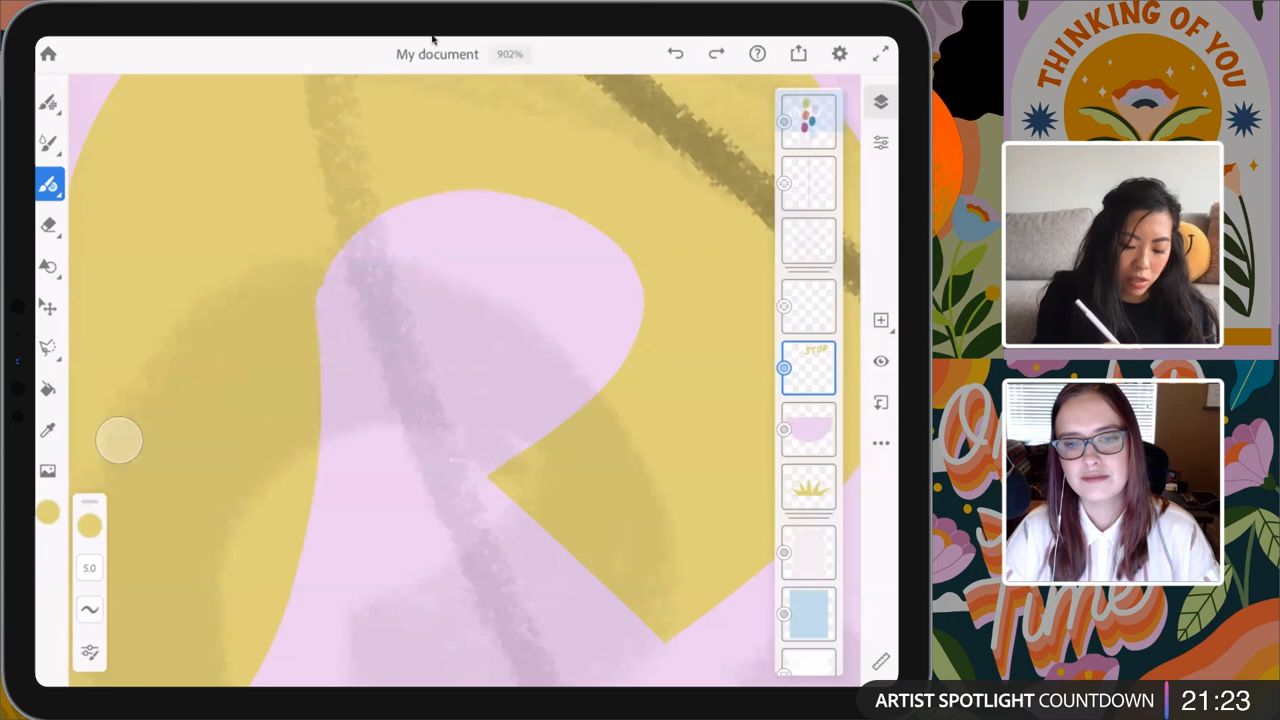 My document 902%
THINKING OF YOU
STOP
5.0
Time
ARTIST SPOTLIGHT COUNTDOWN 21:23